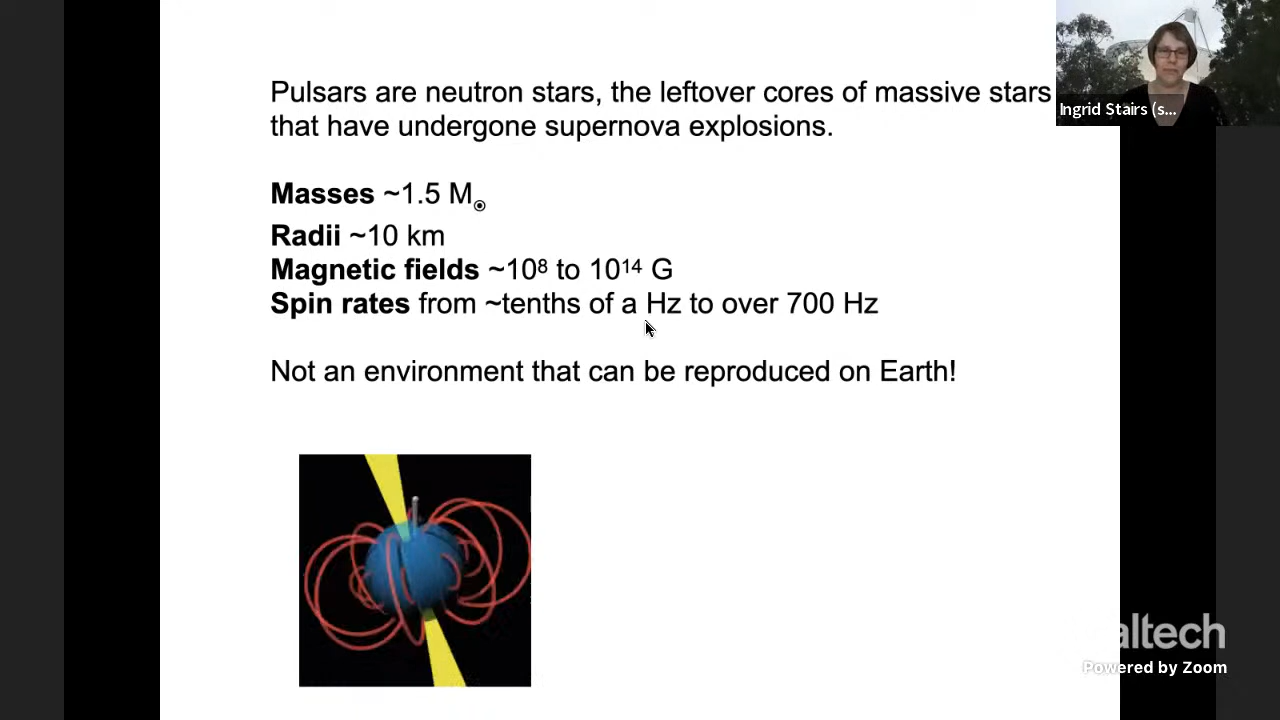 Pulsars are neutron stars, the leftover cores of massive stars
that have undergone supernova explosions.
Masses ~1.5 M☉
Radii ~10 km
Magnetic fields ~10⁸ to 10¹⁴ G
Spin rates from ~tenths of a Hz to over 700 Hz
Not an environment that can be reproduced on Earth!
Ingrid Stairs (s...
altech
Powered by Zoom